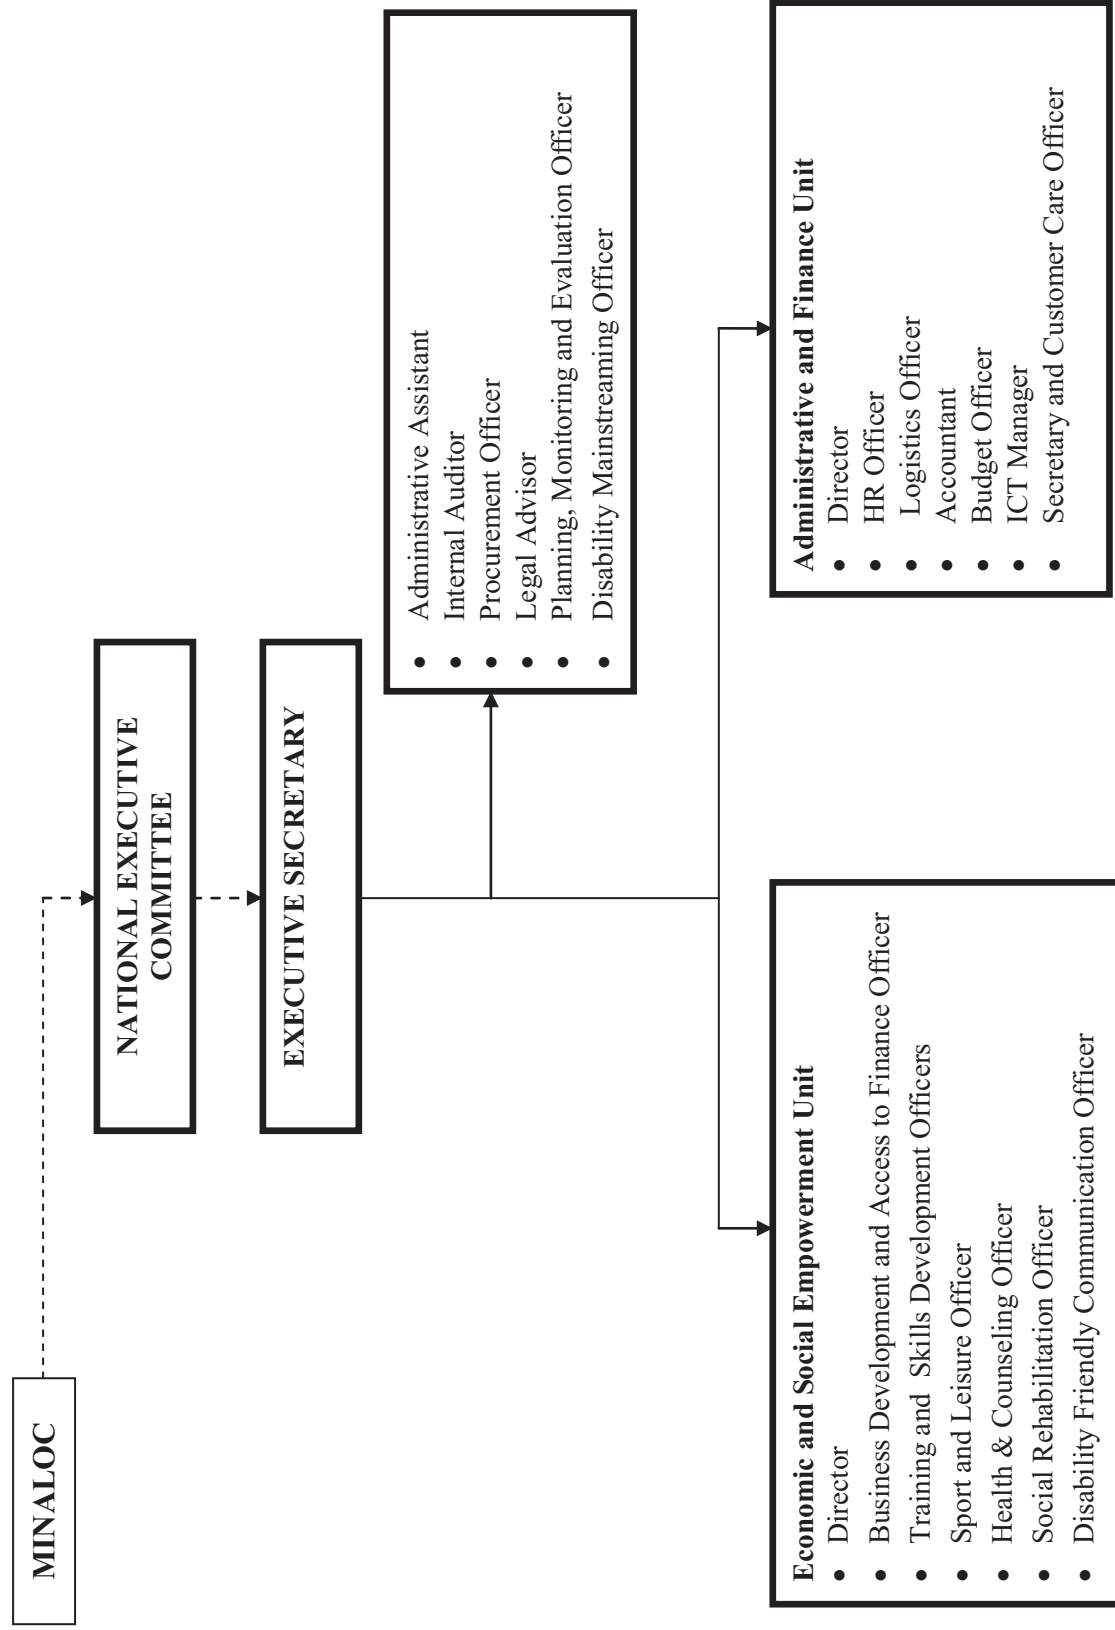 MINALOC
NATIONAL EXECUTIVE
COMMITTEE
EXECUTIVE SECRETARY
• Administrative Assistant
• Internal Auditor
• Procurement Officer
• Legal Advisor
• Planning, Monitoring and Evaluation Officer
• Disability Mainstreaming Officer
Economic and Social Empowerment Unit
• Director
• Business Development and Access to Finance Officer
• Training and Skills Development Officers
• Sport and Leisure Officer
• Health & Counseling Officer
• Social Rehabilitation Officer
• Disability Friendly Communication Officer
Administrative and Finance Unit
• Director
• HR Officer
• Logistics Officer
• Accountant
• Budget Officer
• ICT Manager
• Secretary and Customer Care Officer